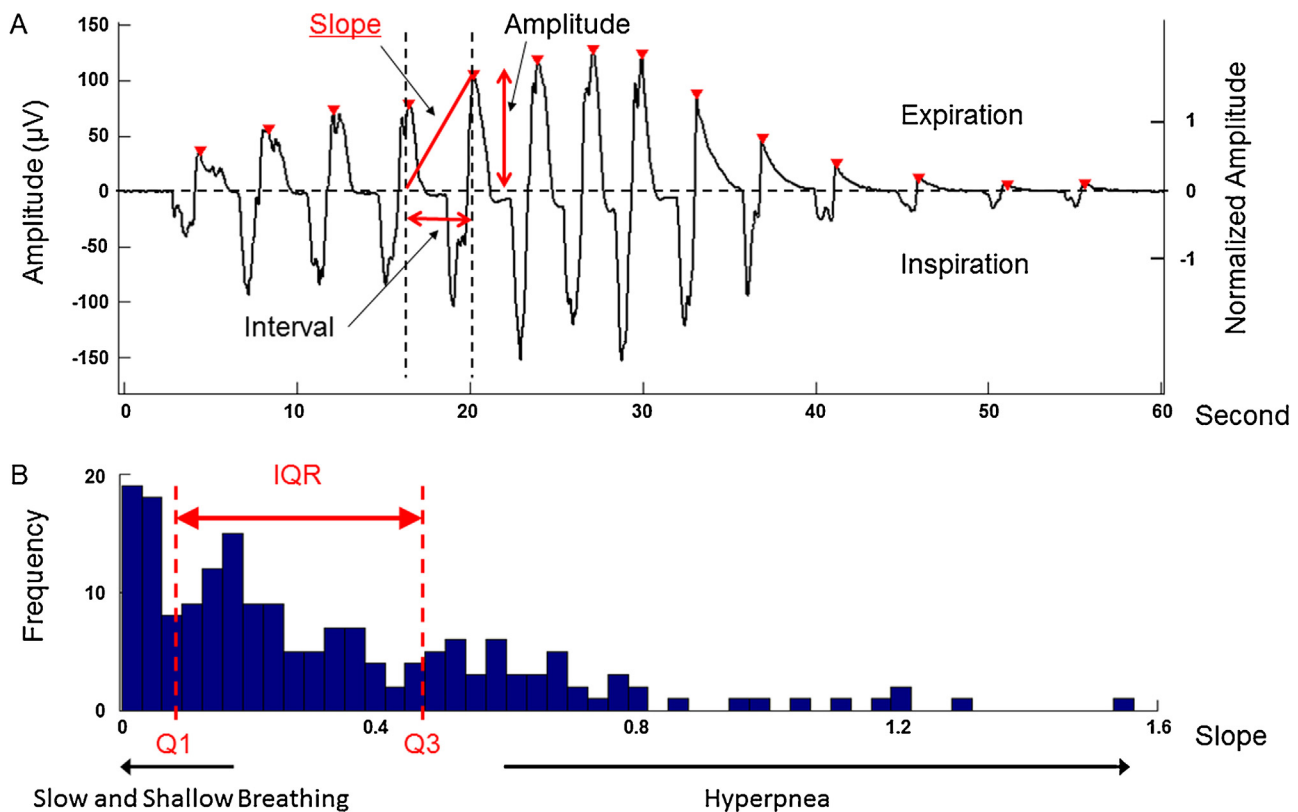 A
Slope
Amplitude
Amplitude (μV)
150
100
50
0
-50
-100
-150
Expiration
Inspiration
Interval
1
0
-1
Normalized Amplitude
0 10 20 30 40 50 60
Second
B
IQR
Frequency
20
10
0
0 0.4 0.8 1.2 1.6
Q1 Q3
Slope
Slow and Shallow Breathing Hyperpnea